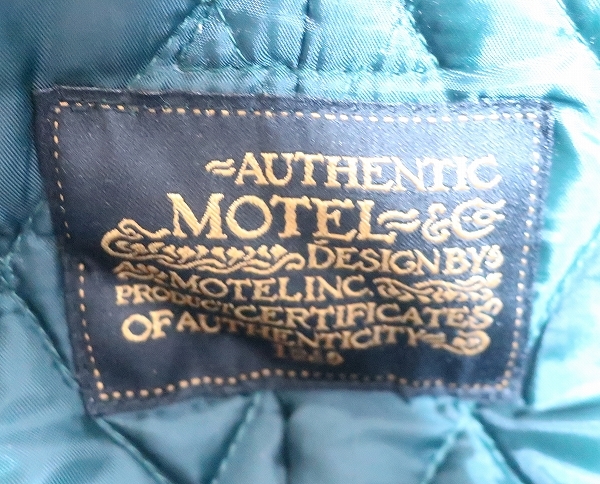 AUTHENTIC
MOTEL & Co
DESIGN BY
MOTEL INC
PRODUCT CERTIFICATES
OF AUTHENTICITY